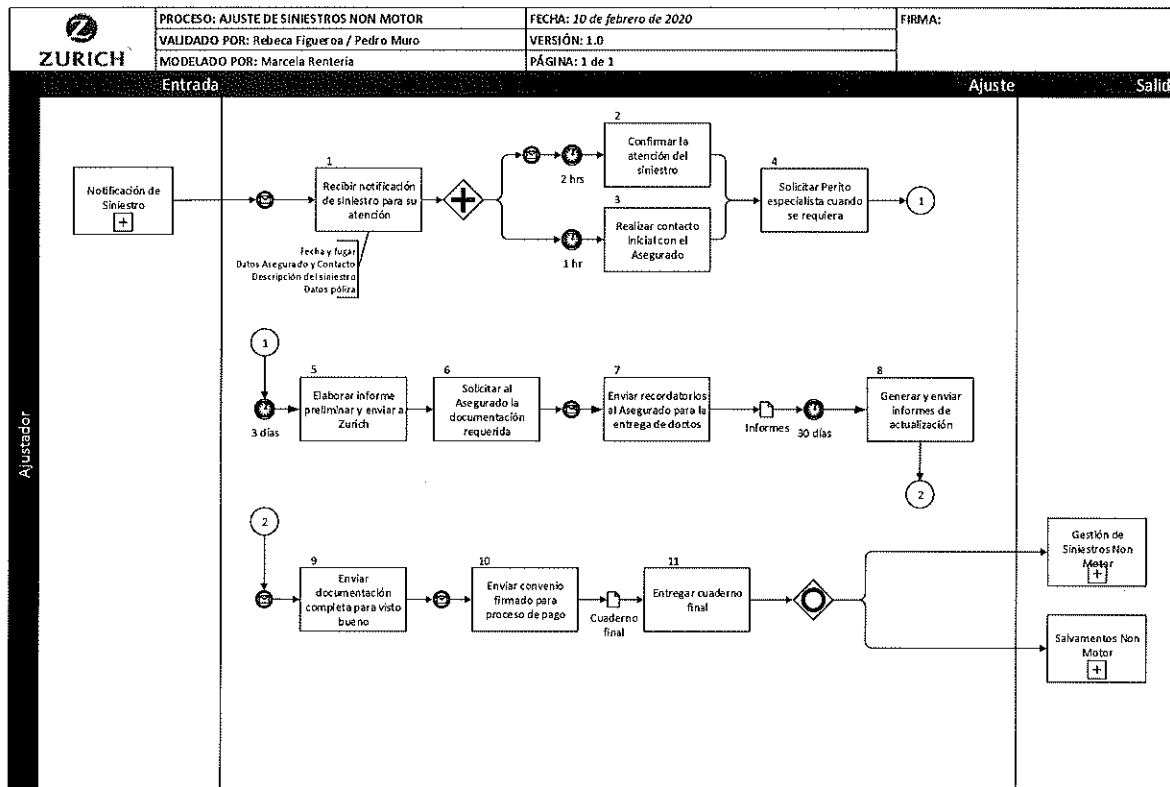 ZURICH
PROCESO: AJUSTE DE SINIESTROS NON MOTOR
FECHA: 10 de febrero de 2020
FIRMA:
VALIDADO POR: Rebeca Figueroa / Pedro Muro
VERSIÓN: 1.0
MODELADO POR: Marcela Rentería
PÁGINA: 1 de 1
Entrada
Ajuste
Salid
Ajustador
Notificación de
Siniestro
1
Recibir notificación
de siniestro para su
atención
Fecha y lugar
Datos Asegurado y Contacto
Descripción del siniestro
Datos póliza
2 hrs
2
Confirmar la
atención del
siniestro
1 hr
3
Realizar contacto
inicial con el
Asegurado
4
Solicitar Perito
especialista cuando
se requiera
1
1
3 días
5
Elaborar informe
preliminar y enviar a
Zurich
6
Solicitar al
Asegurado la
documentación
requerida
7
Enviar recordatorios
al Asegurado para la
entrega de doctos
Informes
30 días
8
Generar y enviar
informes de
actualización
2
2
9
Enviar
documentación
completa para visto
bueno
10
Enviar convenio
firmado para
proceso de pago
Cuaderno
final
11
Entregar cuaderno
final
Gestión de
Siniestros Non
Motor
Salvamentos Non
Motor